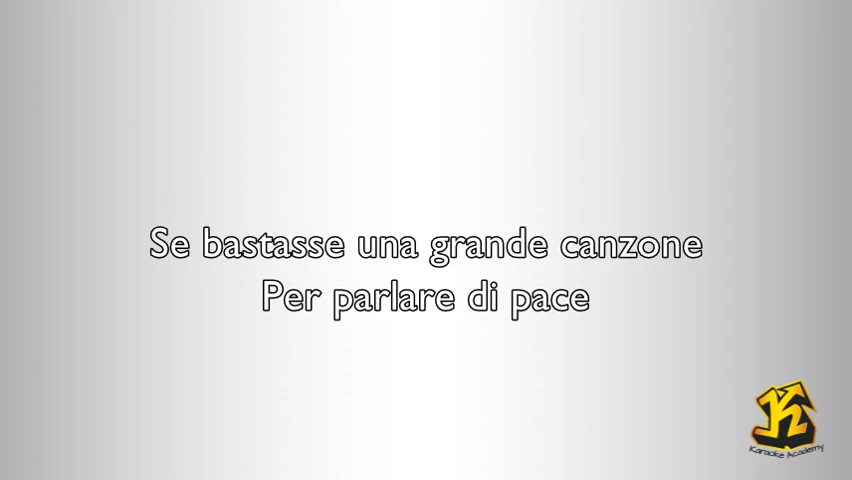 Se bastasse una grande canzone
Per parlare di pace
K
Karaoke Academy